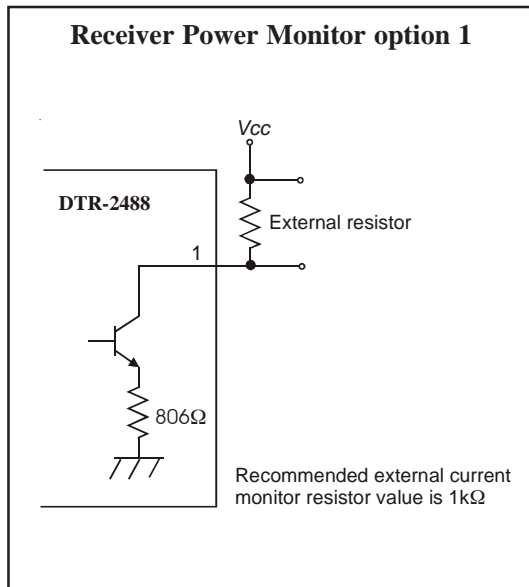 Receiver Power Monitor option 1
Vcc
DTR-2488
External resistor
1
806Ω
Recommended external current
monitor resistor value is 1kΩ